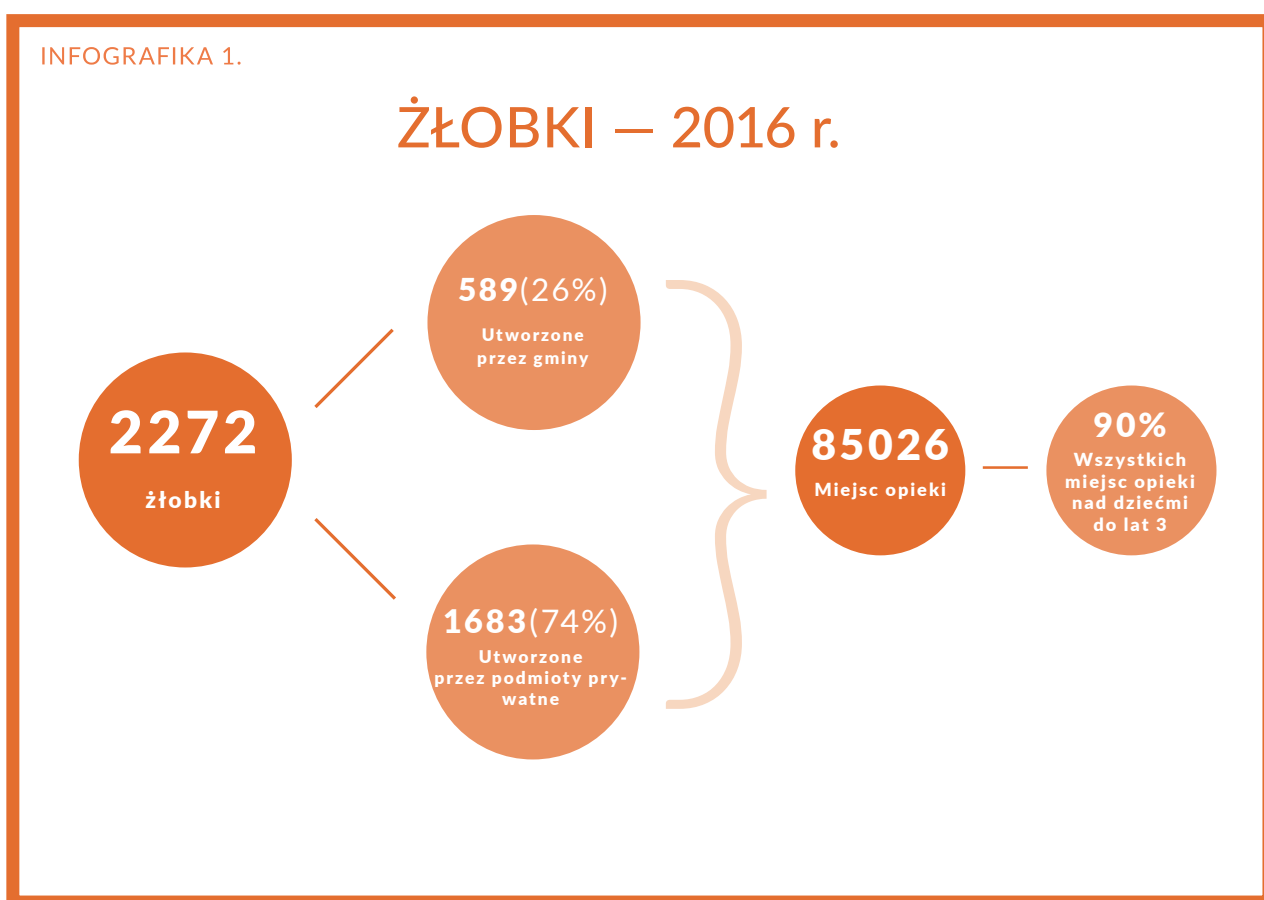 INFOGRAFIKA 1.
ŻŁOBKI — 2016 r.
2272
żłobki
589(26%)
Utworzone
przez gminy
1683(74%)
Utworzone
przez podmioty pry-
watne
85026
Miejsc opieki
90%
Wszystkich
miejsc opieki
nad dziećmi
do lat 3